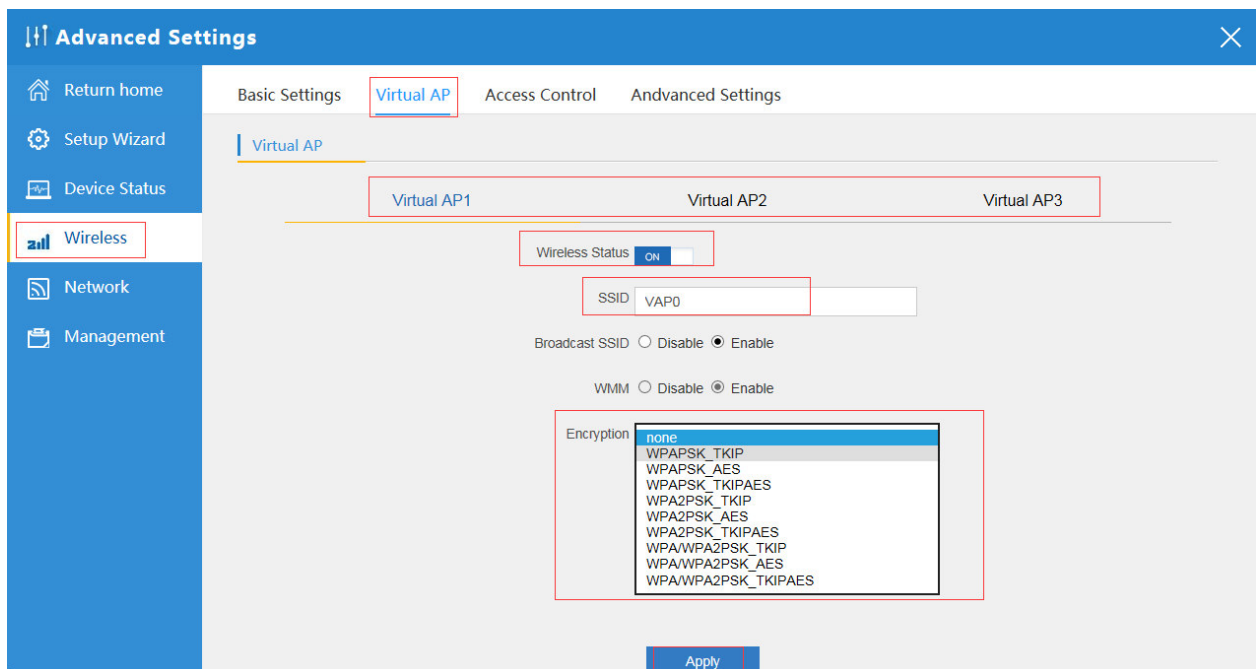 Advanced Settings
Return home
Setup Wizard
Device Status
Wireless
Network
Management
Basic Settings Virtual AP Access Control Andvanced Settings
Virtual AP
Virtual AP1 Virtual AP2 Virtual AP3
Wireless Status ON
SSID VAP0
Broadcast SSID Disable Enable
WMM Disable Enable
Encryption none
WPAPSK_TKIP
WPAPSK_AES
WPAPSK_TKIPAES
WPA2PSK_TKIP
WPA2PSK_AES
WPA2PSK_TKIPAES
WPA/WPA2PSK_TKIP
WPA/WPA2PSK_AES
WPA/WPA2PSK_TKIPAES
Apply